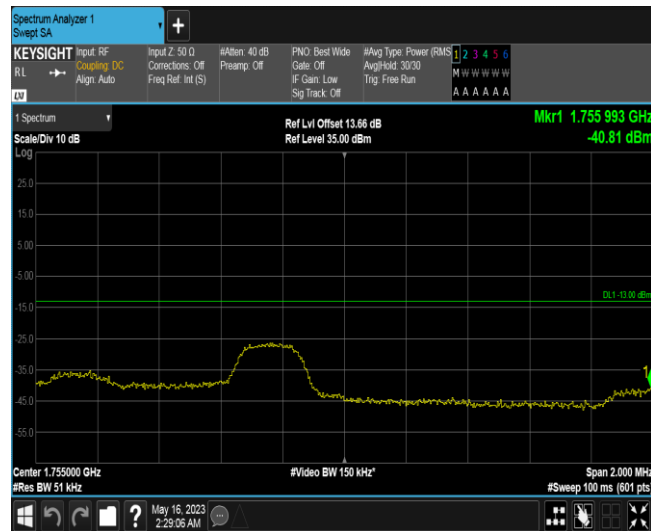 Spectrum Analyzer 1
Swept SA
+
KEYSIGHT
RL
LXI
Input: RF
Coupling: DC
Align: Auto
Input Z: 50 Ω
Corrections: Off
Freq Ref: Int (S)
#Atten: 40 dB
Preamp: Off
PNO: Best Wide
Gate: Off
IF Gain: Low
Sig Track: Off
#Avg Type: Power (RMS
Avg|Hold: 30/30
Trig: Free Run
1 2 3 4 5 6
M W W W W W
A A A A A A
1 Spectrum
Scale/Div 10 dB
Log
Ref Lvl Offset 13.66 dB
Ref Level 35.00 dBm
Mkr1 1.755 993 GHz
-40.81 dBm
25.0
15.0
5.00
-5.00
-15.0
-25.0
-35.0
-45.0
-55.0
DL1 -13.00 dBm
1
Center 1.755000 GHz
#Res BW 51 kHz
#Video BW 150 kHz*
Span 2.000 MHz
#Sweep 100 ms (601 pts)
?
May 16, 2023
2:29:06 AM